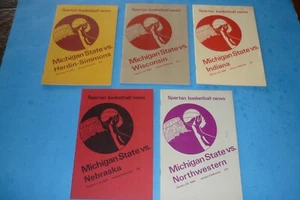 Spartan basketball news
Michigan State vs.
Hardin-Simmons
Spartan basketball news
Michigan State vs.
Wisconsin
Spartan basketball news
Michigan State vs.
Indiana
Spartan basketball news
Michigan State vs.
Nebraska
Spartan basketball news
Michigan State vs.
Northwestern